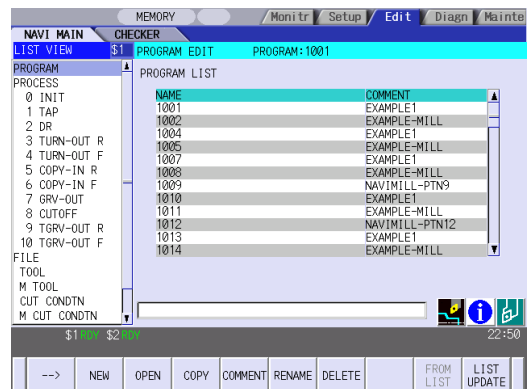 MEMORY Monitr Setup Edit Diagn Mainte
NAVI MAIN CHECKER
LIST VIEW $1 PROGRAM EDIT PROGRAM:1001
PROGRAM
PROCESS
0 INIT
1 TAP
2 DR
3 TURN-OUT R
4 TURN-OUT F
5 COPY-IN R
6 COPY-IN F
7 GRV-OUT
8 CUTOFF
9 TGRV-OUT R
10 TGRV-OUT F
FILE
TOOL
M TOOL
CUT CONDTN
M CUT CONDTN
PROGRAM LIST
NAME COMMENT
1001 EXAMPLE1
1002 EXAMPLE-MILL
1004 EXAMPLE1
1005 EXAMPLE-MILL
1007 EXAMPLE1
1008 EXAMPLE-MILL
1009 NAVIMILL-PTN9
1010 EXAMPLE1
1011 EXAMPLE-MILL
1012 NAVIMILL-PTN12
1013 EXAMPLE1
1014 EXAMPLE-MILL
$1 RDY $2 RDY 22:50
--> NEW OPEN COPY COMMENT RENAME DELETE FROM LIST LIST UPDATE